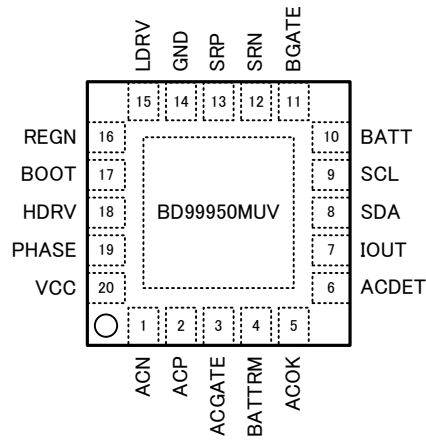 LDRV
GND
SRP
SRN
BGATE
15
14
13
12
11
REGN 16
10 BATT
BOOT 17
9 SCL
HDRV 18
BD99950MUV
8 SDA
PHASE 19
7 IOUT
VCC 20
6 ACDET
1
2
3
4
5
ACN
ACP
ACGATE
BATTRM
ACOK